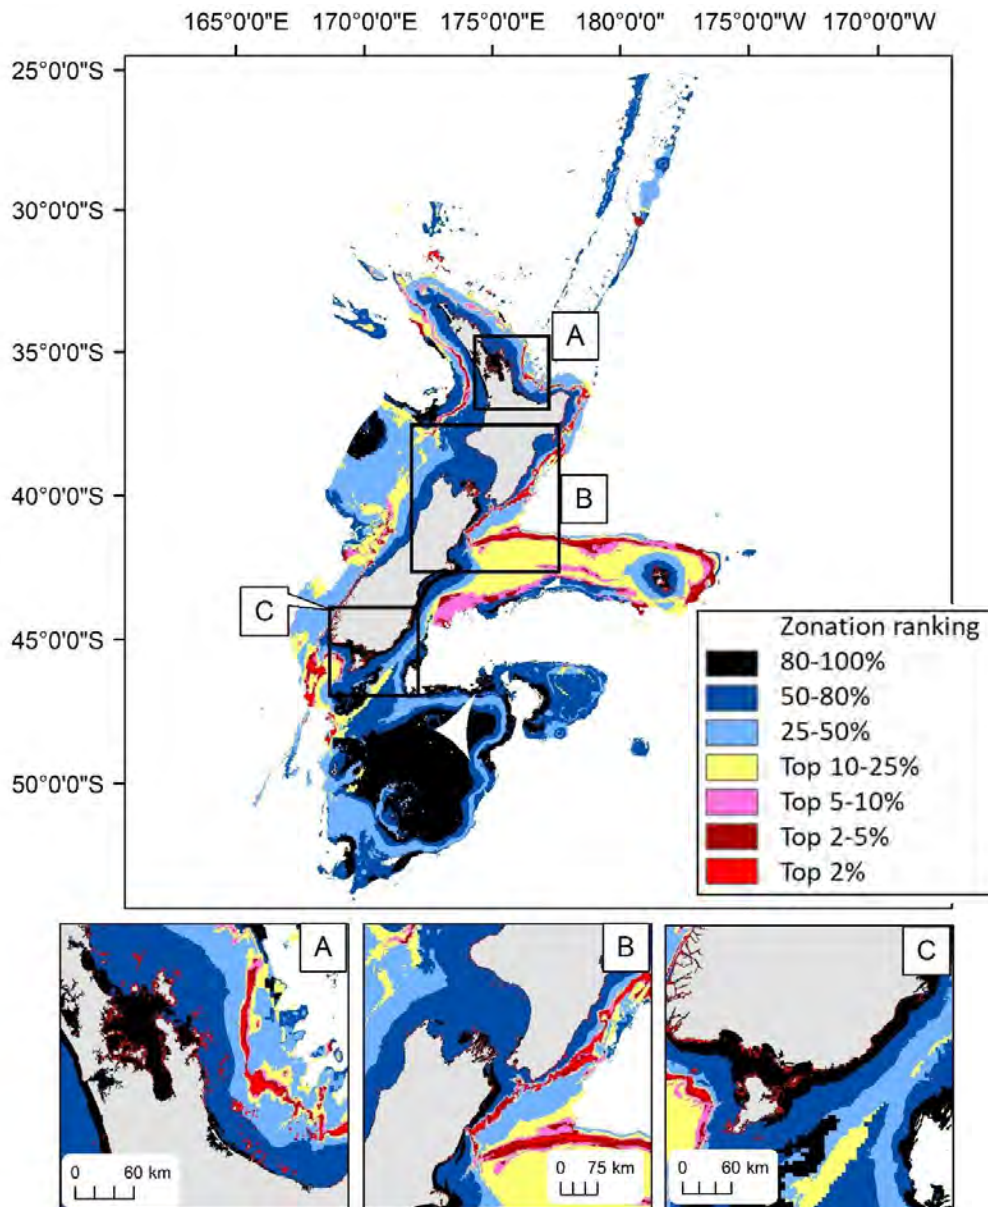 165°0'0"E 170°0'0"E 175°0'0"E 180°0'0" 175°0'0"W 170°0'0"W
25°0'0"S
30°0'0"S
35°0'0"S
40°0'0"S
45°0'0"S
50°0'0"S
A
B
C
Zonation ranking
80-100%
50-80%
25-50%
Top 10-25%
Top 5-10%
Top 2-5%
Top 2%
A
B
C
0 60 km
0 75 km
0 60 km